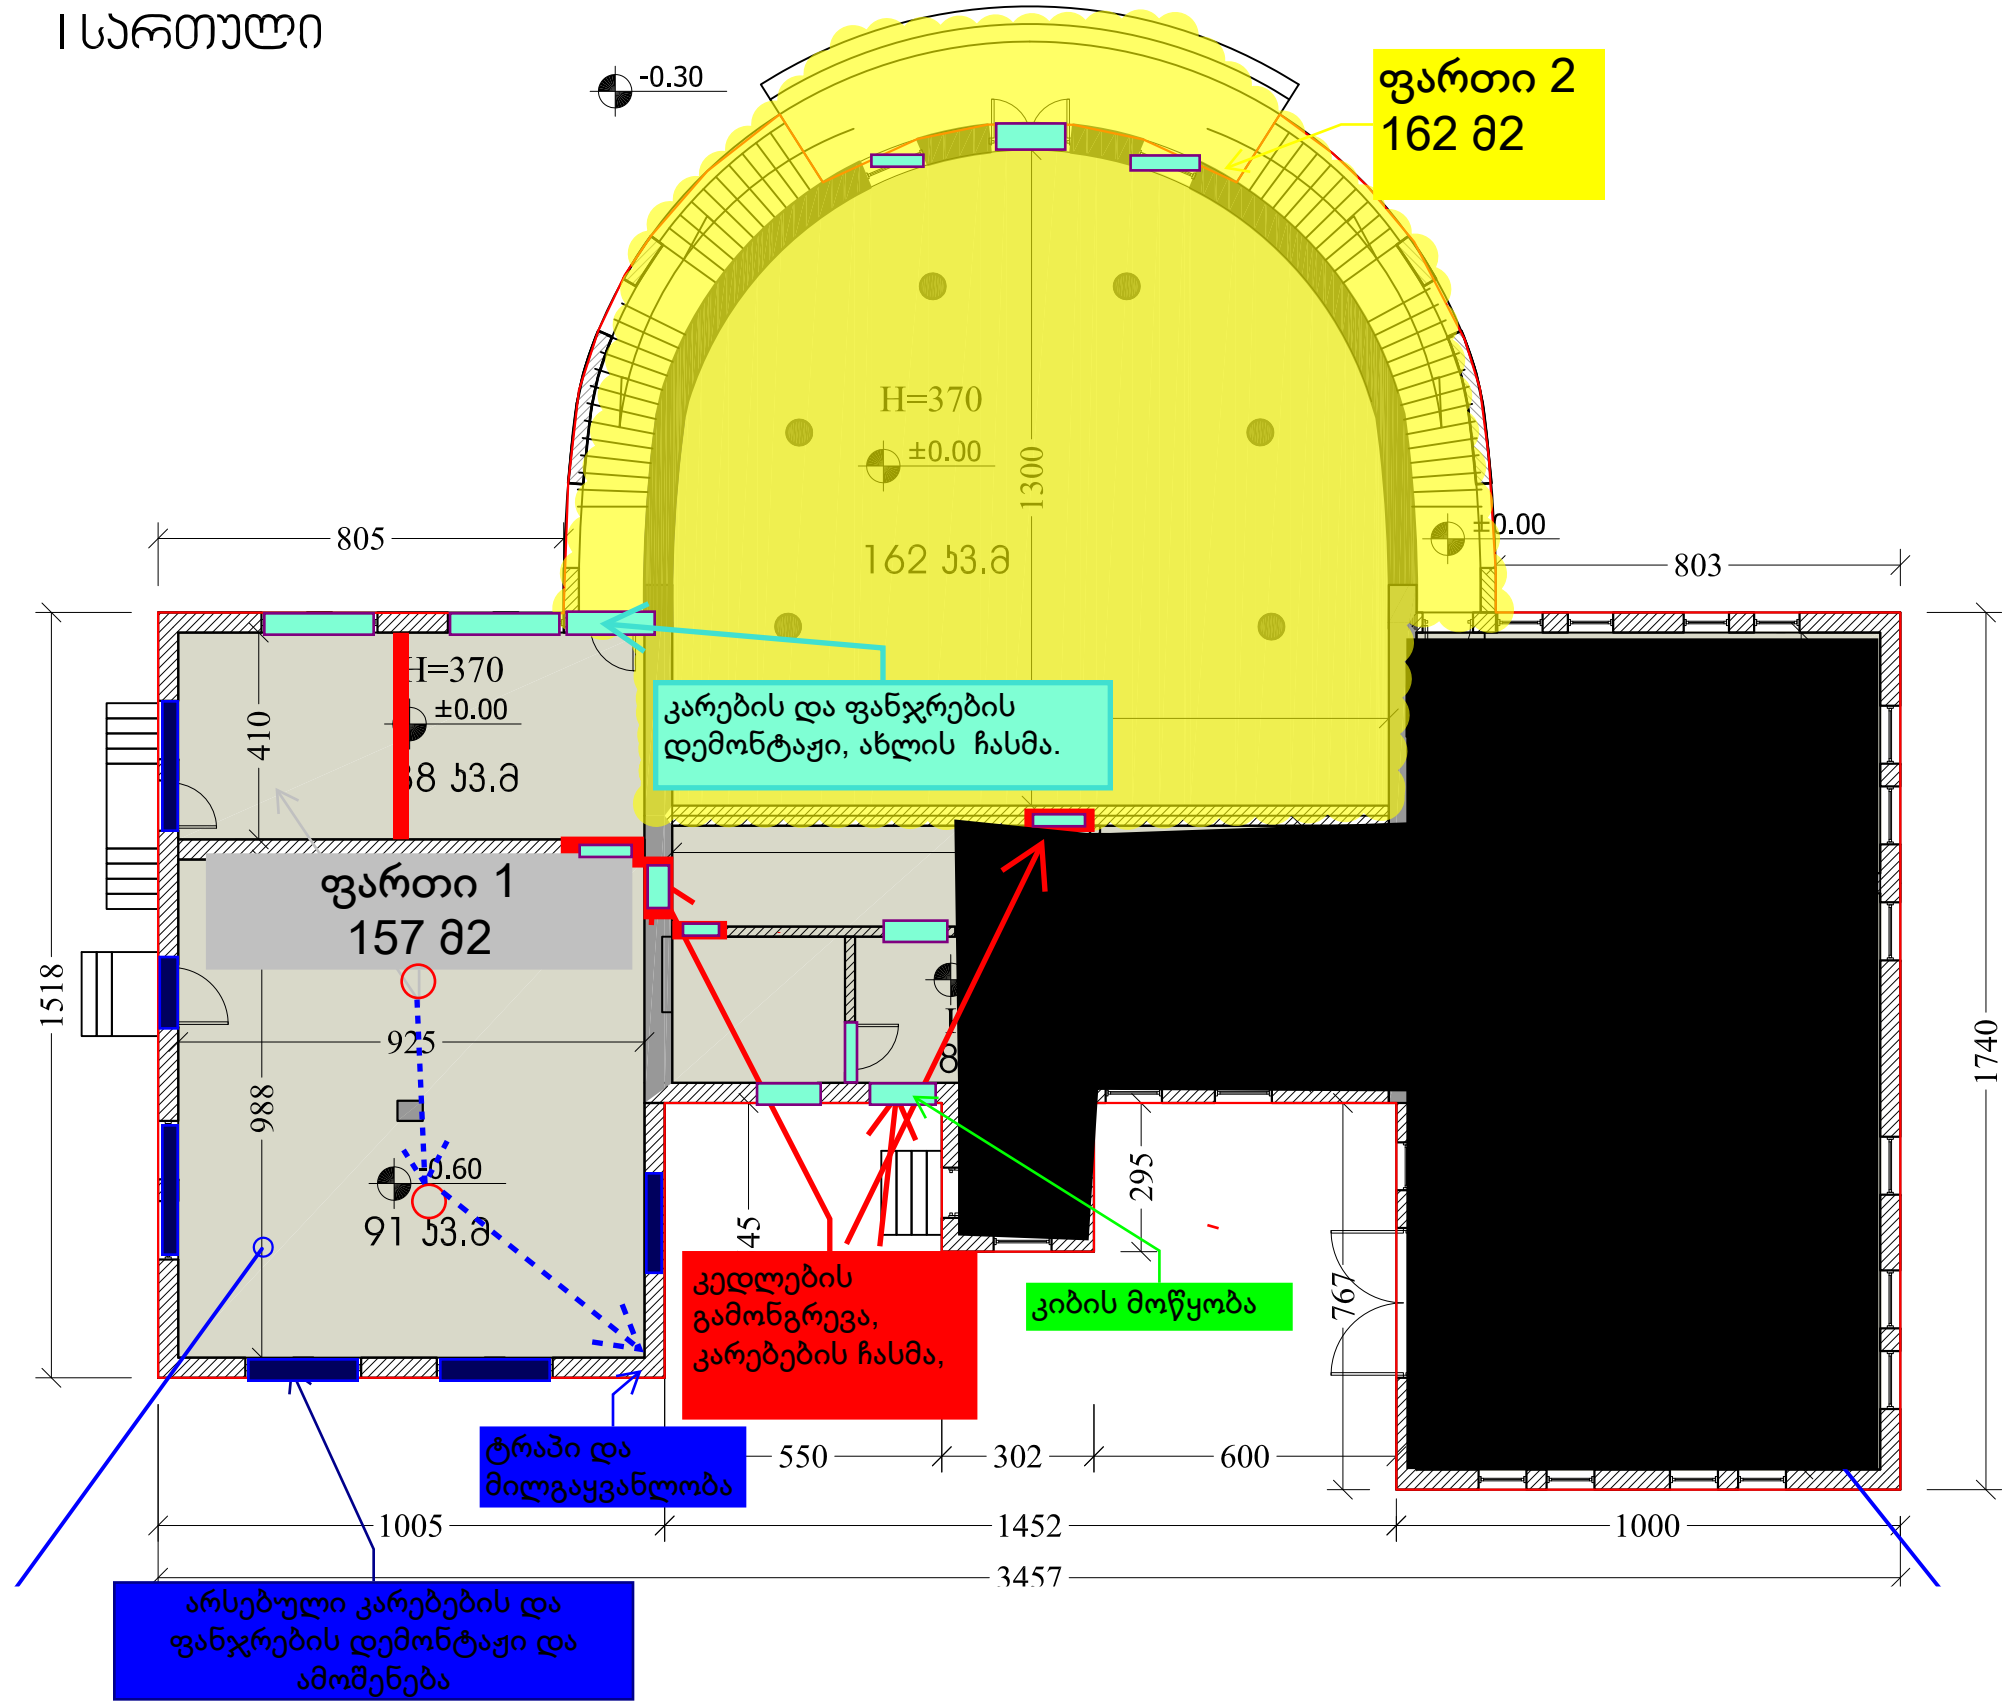 I სართული
-0.30
ფართი 2
162 მ2
H=370
±0.00
1300
162 კვ.მ
805
±0.00
803
H=370
±0.00
410
კარების და ფანჯრების
დემონტაჟი, ახლის ჩასმა.
38 კვ.მ
ფართი 1
157 მ2
1518
925
988
1740
-0.60
91 კვ.მ
8
295
45
767
კედლების
გამონგრევა,
კარებების ჩასმა,
კიბის მოწყობა
ტრაპი და
მილგაყვანლობა
550
302
600
1005
1452
1000
3457
არსებული კარებების და
ფანჯრების დემონტაჟი და
ამოშენება